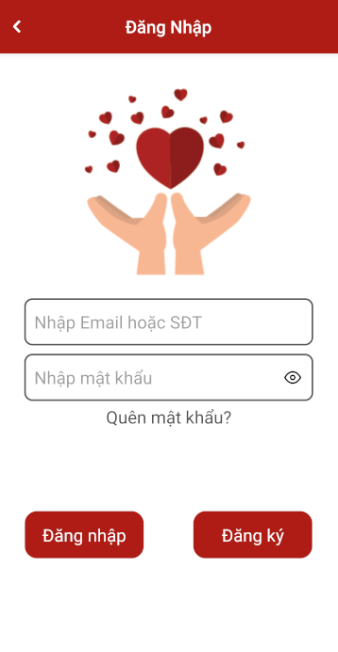 Đăng Nhập
Nhập Email hoặc SĐT
Nhập mật khẩu
Quên mật khẩu?
Đăng nhập
Đăng ký